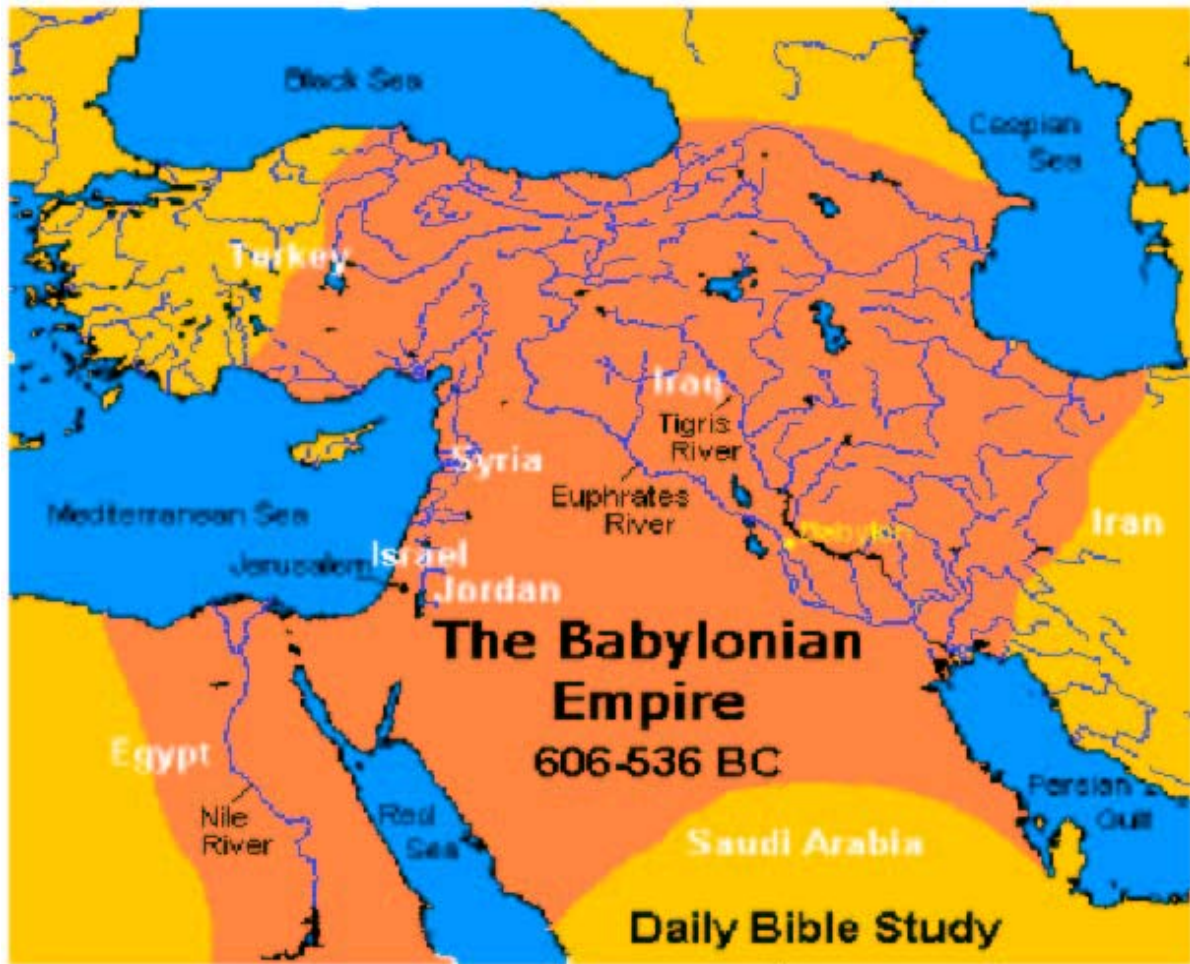 Black Sea
Caspian
Sea
Turkey
Iraq
Tigris
River
Syria
Euphrates
River
Mediterranean Sea
Babylon
Iran
Israel
Jerusalem
Jordan
The Babylonian
Empire
606-536 BC
Egypt
Nile
River
Red
Sea
Persian
Gulf
Saudi Arabia
Daily Bible Study